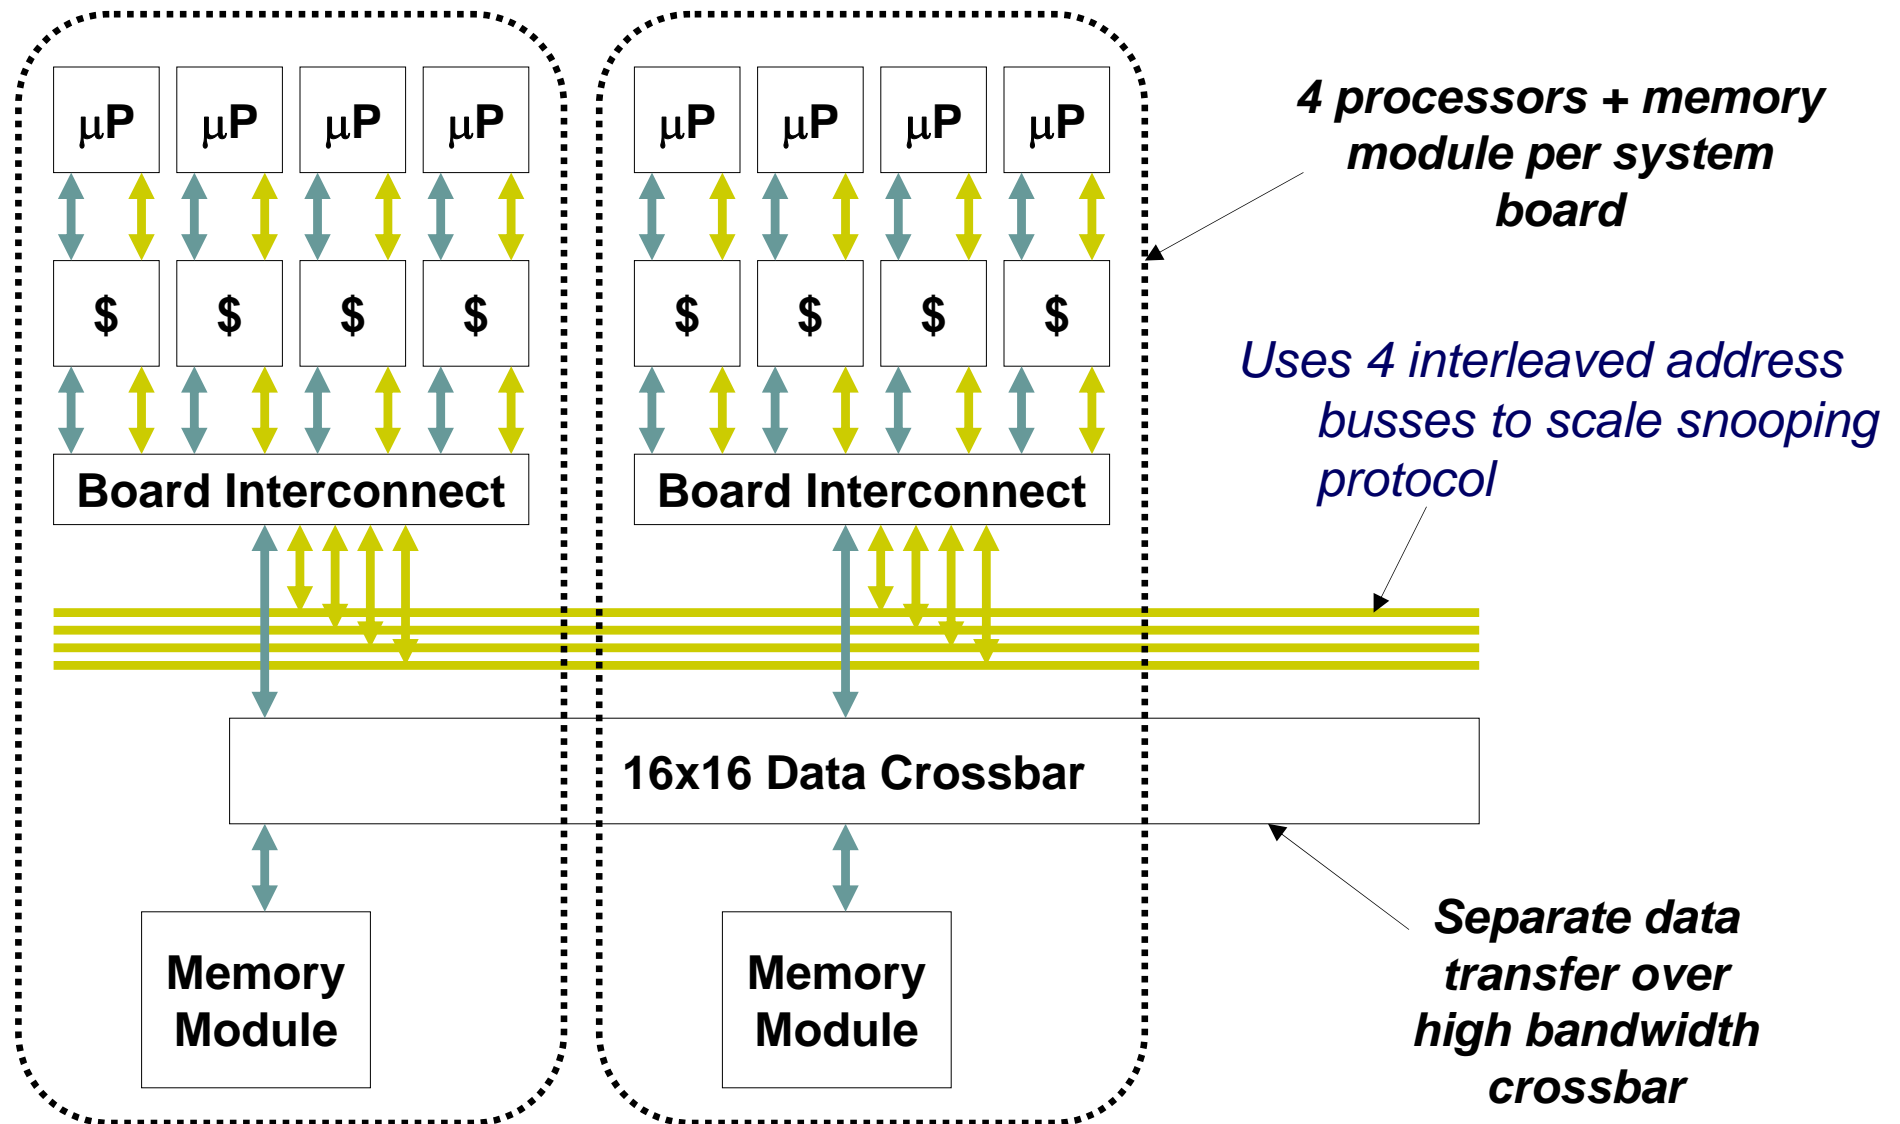 μP μP μP μP μP μP μP μP
4 processors + memory
module per system
board
$ $ $ $ $ $ $ $
Uses 4 interleaved address
busses to scale snooping
protocol
Board Interconnect Board Interconnect
16x16 Data Crossbar
Memory
Module
Memory
Module
Separate data
transfer over
high bandwidth
crossbar